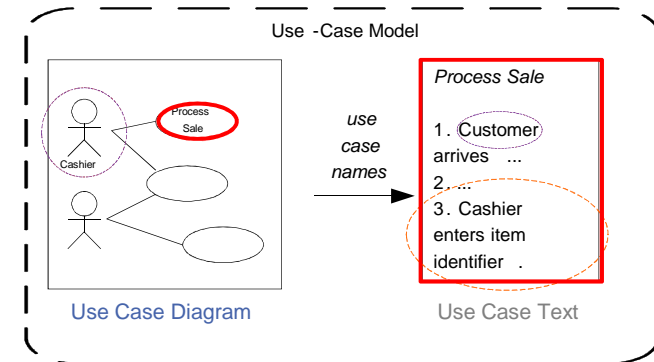 Use -Case Model
Process
Sale
Cashier
Use Case Diagram
use
case
names
Process Sale
1. Customer
arrives ...
2. ...
3. Cashier
enters item
identifier .
Use Case Text